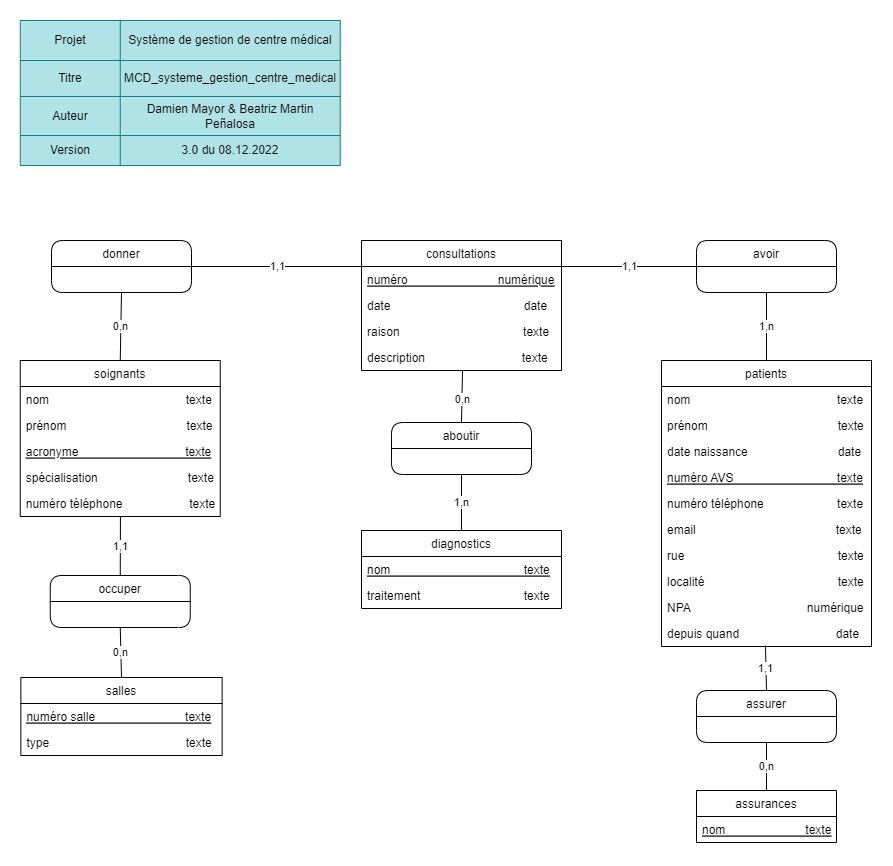 Projet Système de gestion de centre médical
Titre MCD_systeme_gestion_centre_medical
Auteur Damien Mayor & Beatriz Martin
Peñalosa
Version 3.0 du 08.12.2022
donner
1,1
consultations
1,1
avoir
numéro numérique
date date
raison texte
description texte
0,n
1,n
soignants
nom texte
prénom texte
acronyme texte
spécialisation texte
numéro téléphone texte
0,n
aboutir
1,n
diagnostics
nom texte
traitement texte
patients
nom texte
prénom texte
date naissance date
numéro AVS texte
numéro téléphone texte
email texte
rue texte
localité texte
NPA numérique
depuis quand date
1,1
occuper
0,n
salles
numéro salle texte
type texte
1,1
assurer
0,n
assurances
nom texte